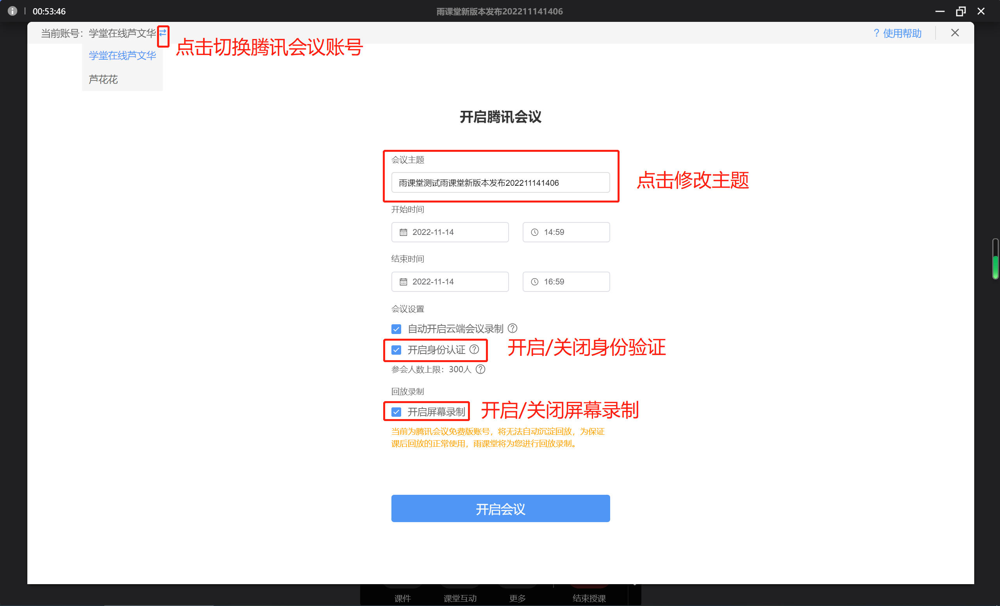 00:53:46
雨课堂新版本发布202211141406
当前账号：学堂在线芦文华
? 使用帮助
点击切换腾讯会议账号
学堂在线芦文华
芦花花
开启腾讯会议
会议主题
雨课堂测试雨课堂新版本发布202211141406
点击修改主题
开始时间
2022-11-14 14:59
结束时间
2022-11-14 16:59
会议设置
自动开启云端会议录制 ?
开启身份认证 ?
开启/关闭身份验证
参会人数上限：300人 ?
回放录制
开启屏幕录制
开启/关闭屏幕录制
当前为腾讯会议免费版账号，将无法自动沉淀回放，为保证
课后回放的正常使用，雨课堂将为您进行回放录制。
开启会议
课件 课堂互动 更多 结束授课